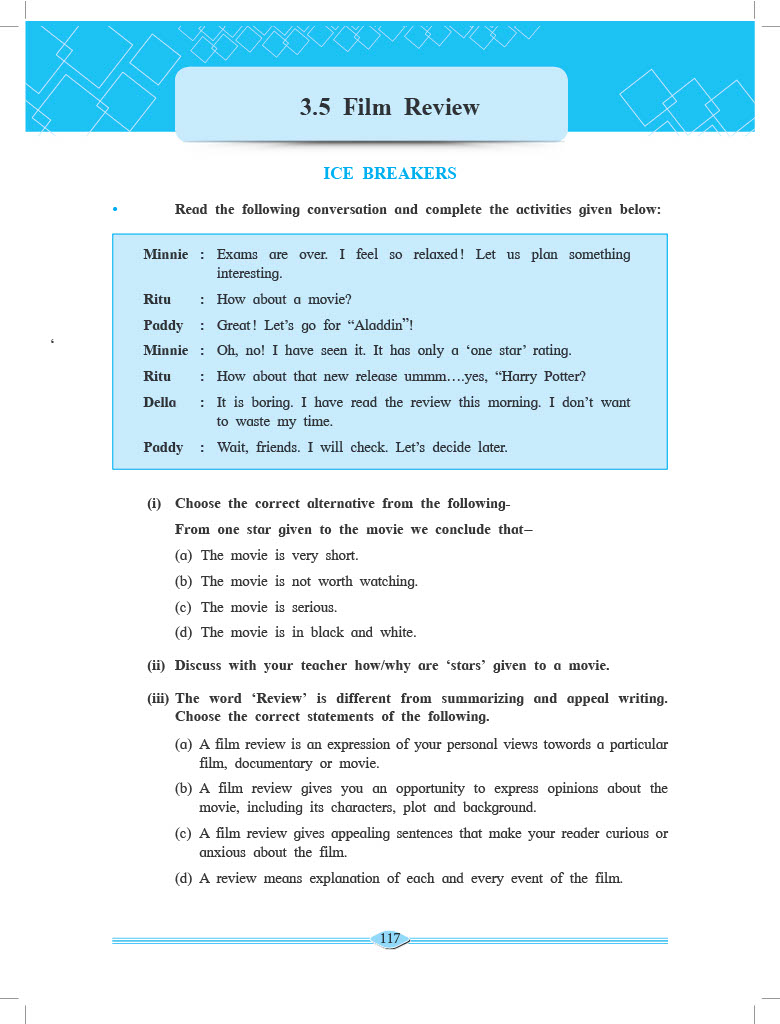 3.5 Film Review
ICE BREAKERS
• Read the following conversation and complete the activities given below:
Minnie : Exams are over. I feel so relaxed! Let us plan something
interesting.
Ritu : How about a movie?
Paddy : Great! Let's go for “Aladdin”!
Minnie : Oh, no! I have seen it. It has only a ‘one star’ rating.
‘
Ritu : How about that new release ummm….yes, “Harry Potter?
Della : It is boring. I have read the review this morning. I don’t want
to waste my time.
Paddy : Wait, friends. I will check. Let’s decide later.
(i) Choose the correct alternative from the following-
From one star given to the movie we conclude that–
(a) The movie is very short.
(b) The movie is not worth watching.
(c) The movie is serious.
(d) The movie is in black and white.
(ii) Discuss with your teacher how/why are ‘stars’ given to a movie.
(iii) The word ‘Review’ is different from summarizing and appeal writing.
Choose the correct statements of the following.
(a) A film review is an expression of your personal views towords a particular
film, documentary or movie.
(b) A film review gives you an opportunity to express opinions about the
movie, including its characters, plot and background.
(c) A film review gives appealing sentences that make your reader curious or
anxious about the film.
(d) A review means explanation of each and every event of the film.
117